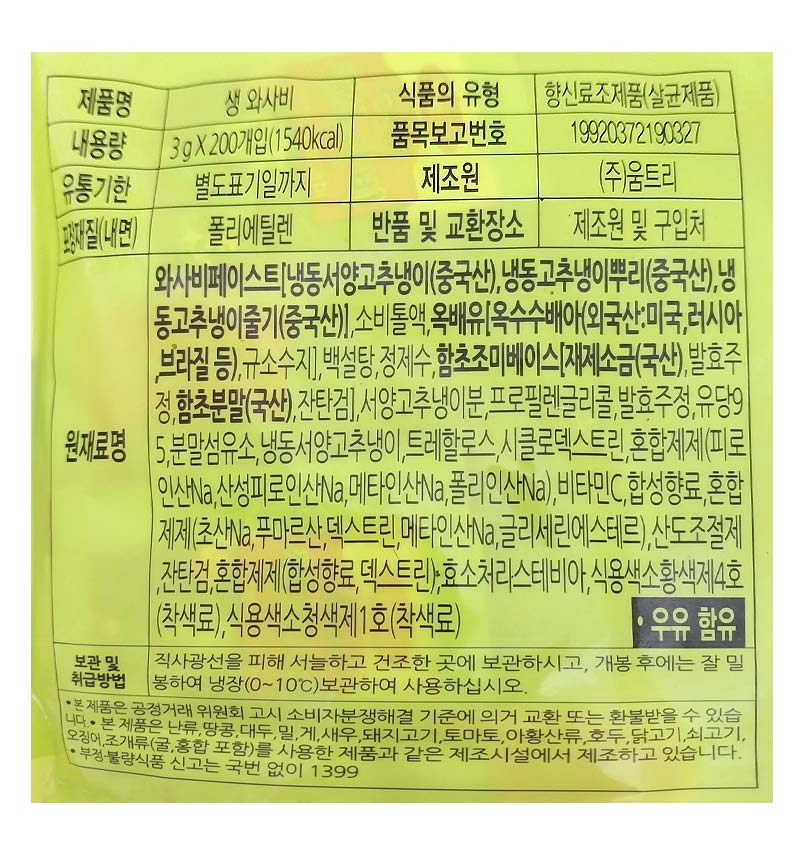 제품명 생 와사비 식품의 유형 향신료조제품(살균제품)
내용량 3g X 200개입(1540kcal) 품목보고번호 19920372190327
유통기한 별도표기일까지 제조원 (주)움트리
포장재질(내면) 폴리에틸렌 반품 및 교환장소 제조원 및 구입처
원재료명
와사비페이스트[냉동서양고추냉이(중국산),냉동고추냉이뿌리(중국산),냉
동고추냉이줄기(중국산)],소비톨액,옥배유[옥수수배아(외국산:미국,러시아
,브라질 등),규소수지],백설탕,정제수,함초조미베이스[재제소금(국산),발효주
정,함초분말(국산),잔탄검],서양고추냉이분,프로필렌글리콜,발효주정,유당9
5,분말섬유소,냉동서양고추냉이,트레할로스,시클로덱스트린,혼합제제(피로
인산Na,산성피로인산Na,메타인산Na,폴리인산Na),비타민C,합성향료,혼합
제제(초산Na,푸마르산,덱스트린,메타인산Na,글리세린에스테르),산도조절제
,잔탄검,혼합제제(합성향료,덱스트린),효소처리스테비아,식용색소황색제4호
(착색료),식용색소청색제1호(착색료) • 우유 함유
보관 및
취급방법
직사광선을 피해 서늘하고 건조한 곳에 보관하시고, 개봉 후에는 잘 밀
봉하여 냉장(0~10℃)보관하여 사용하십시오.
• 본 제품은 공정거래 위원회 고시 소비자분쟁해결 기준에 의거 교환 또는 환불받을 수 있습
니다. • 본 제품은 난류,땅콩,대두,밀,게,새우,돼지고기,토마토,아황산류,호두,닭고기,쇠고기,
오징어,조개류(굴,홍합 포함)를 사용한 제품과 같은 제조시설에서 제조하고 있습니다.
• 부정·불량식품 신고는 국번 없이 1399